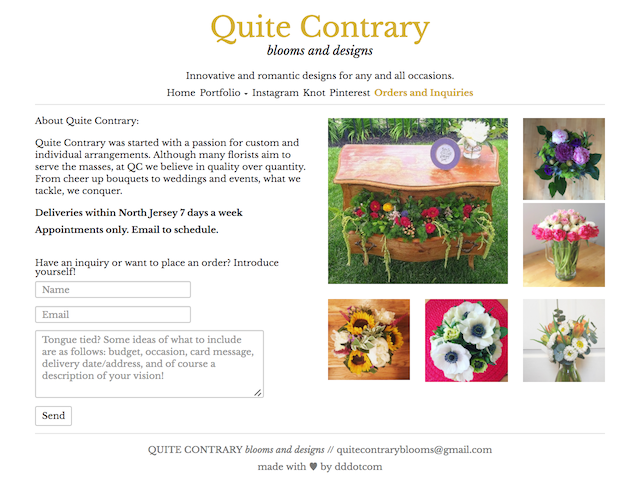 Quite Contrary
blooms and designs
Innovative and romantic designs for any and all occasions.
Home Portfolio Instagram Knot Pinterest Orders and Inquiries
About Quite Contrary:
Quite Contrary was started with a passion for custom and
individual arrangements. Although many florists aim to
serve the masses, at QC we believe in quality over quantity.
From cheer up bouquets to weddings and events, what we
tackle, we conquer.
Deliveries within North Jersey 7 days a week
Appointments only. Email to schedule.
Have an inquiry or want to place an order? Introduce
yourself!
Name
Email
Tongue tied? Some ideas of what to include
are as follows: budget, occasion, card message,
delivery date/address, and of course a
description of your vision!
Send
QUITE CONTRARY blooms and designs // quitecontraryblooms@gmail.com
made with ♥ by dddotcom